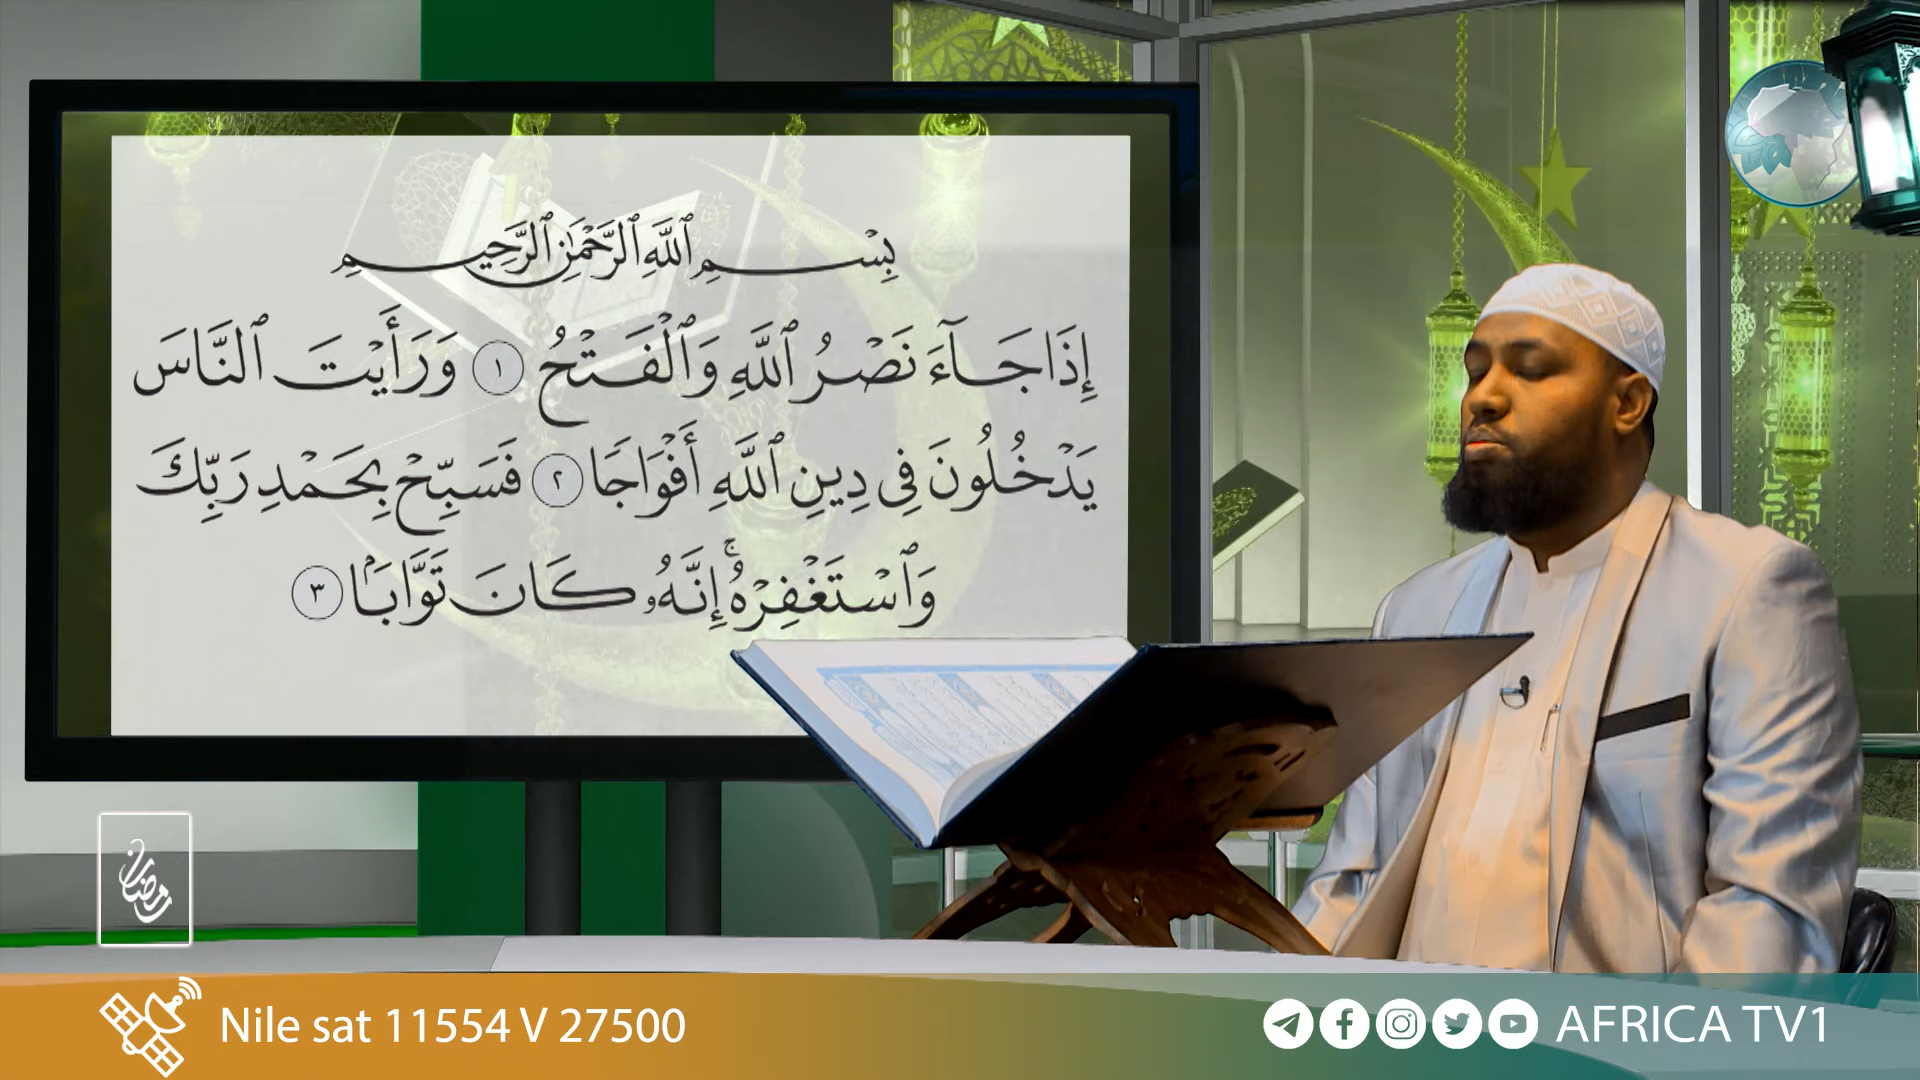 بِسْمِ ٱللَّهِ ٱلرَّحْمَٰنِ ٱلرَّحِيمِ
إِذَا جَآءَ نَصْرُ ٱللَّهِ وَٱلْفَتْحُ ١ وَرَأَيْتَ ٱلنَّاسَ
يَدْخُلُونَ فِى دِينِ ٱللَّهِ أَفْوَاجًا ٢ فَسَبِّحْ بِحَمْدِ رَبِّكَ
وَٱسْتَغْفِرْهُ ۚ إِنَّهُۥ كَانَ تَوَّابًۢا ٣
رمضان
Nile sat 11554 V 27500
AFRICA TV1